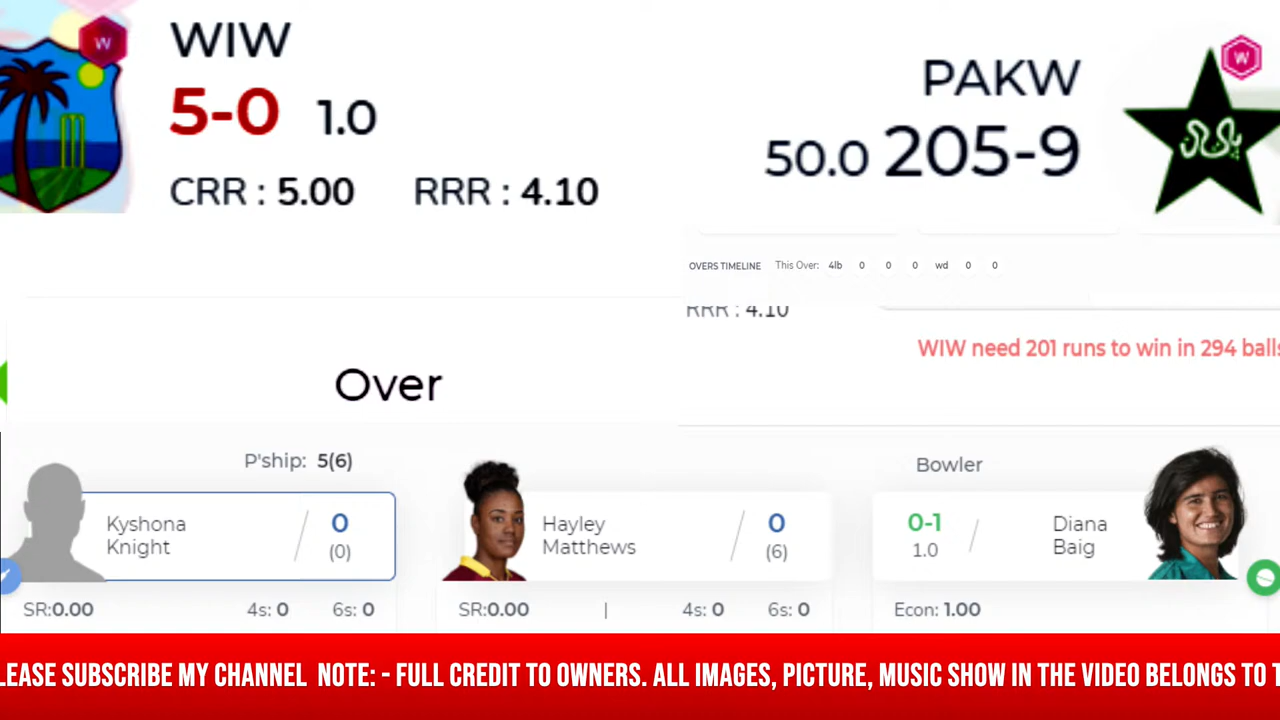 W
WIW
5-0 1.0
CRR : 5.00 RRR : 4.10
W
PAKW
50.0 205-9
OVERS TIMELINE This Over: 4lb 0 0 0 wd 0 0
RRR : 4.10
WIW need 201 runs to win in 294 balls
Over
P'ship: 5(6)
Kyshona
Knight
0
(0)
SR:0.00 4s: 0 6s: 0
Hayley
Matthews
0
(6)
SR:0.00 | 4s: 0 6s: 0
Bowler
0-1
1.0
Diana
Baig
Econ: 1.00
LEASE SUBSCRIBE MY CHANNEL NOTE: - FULL CREDIT TO OWNERS. ALL IMAGES, PICTURE, MUSIC SHOW IN THE VIDEO BELONGS TO T